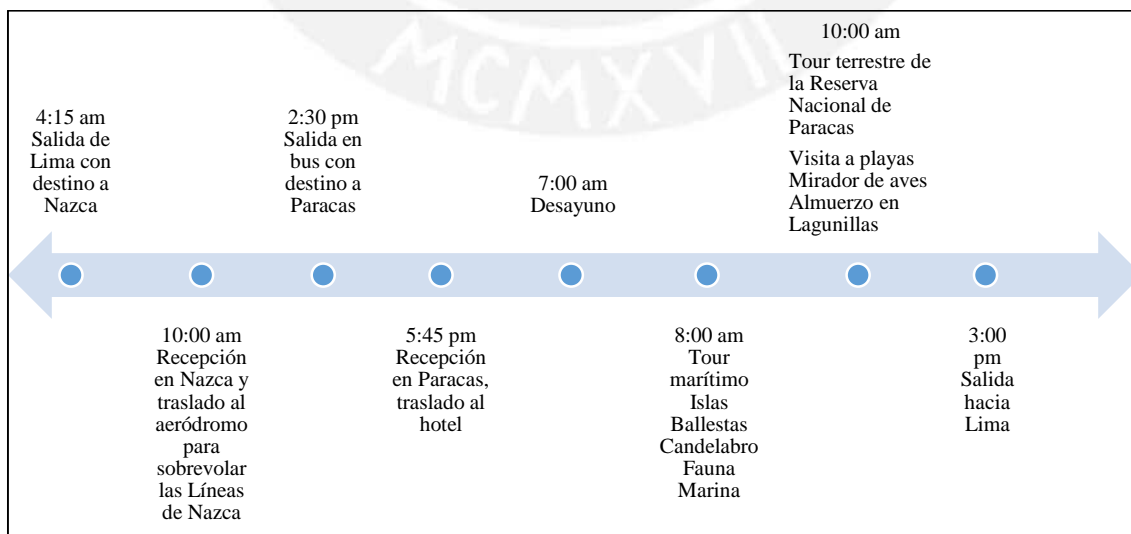 MCMXVII
4:15 am
Salida de
Lima con
destino a
Nazca
10:00 am
Recepción
en Nazca y
traslado al
aeródromo
para
sobrevolar
las Líneas
de Nazca
2:30 pm
Salida en
bus con
destino a
Paracas
5:45 pm
Recepción
en Paracas,
traslado al
hotel
7:00 am
Desayuno
8:00 am
Tour
marítimo
Islas
Ballestas
Candelabro
Fauna
Marina
10:00 am
Tour terrestre de
la Reserva
Nacional de
Paracas
Visita a playas
Mirador de aves
Almuerzo en
Lagunillas
3:00
pm
Salida
hacia
Lima